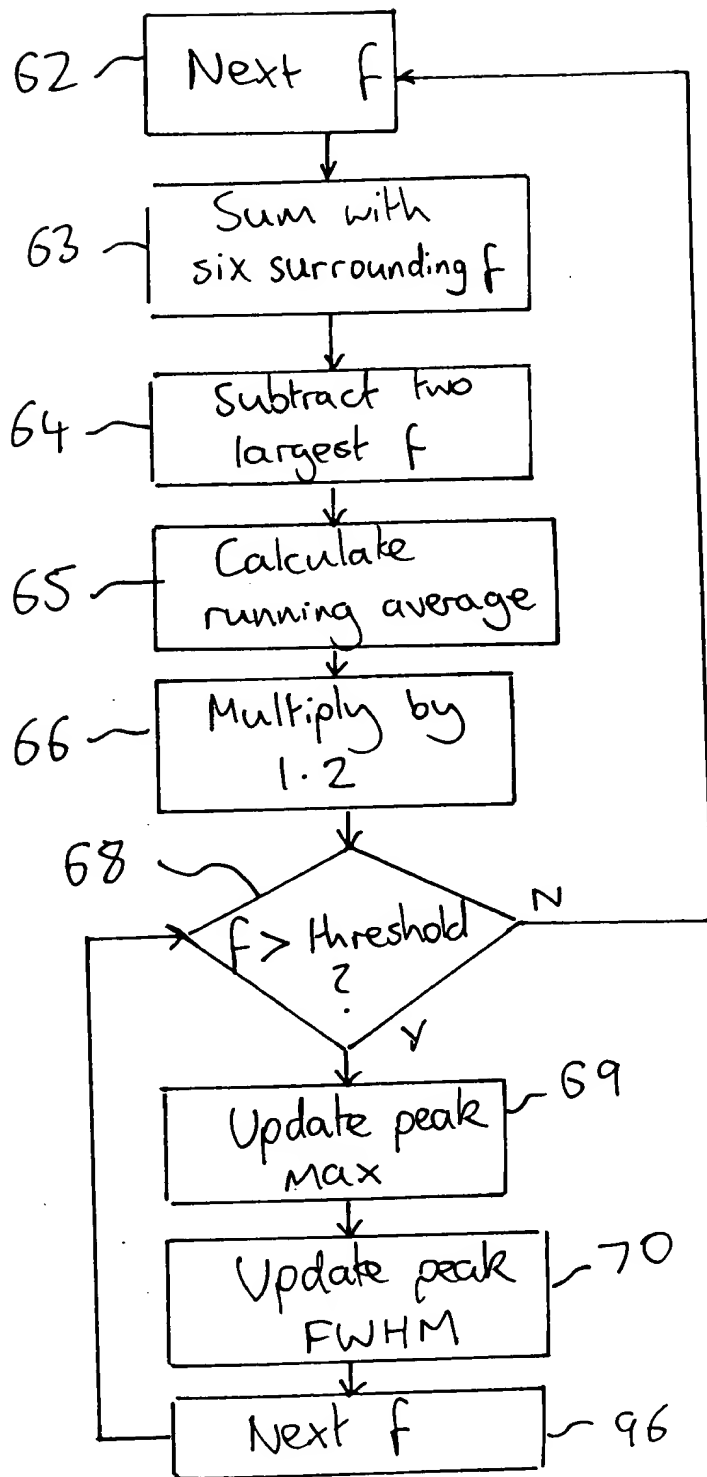 62
Next f
63
Sum with
six surrounding f
64
Subtract two
largest f
65
Calculate
running average
66
Multiply by
1.2
68
f > threshold
?
N
Y
69
Update peak
max
70
Update peak
FWHM
Next f
96